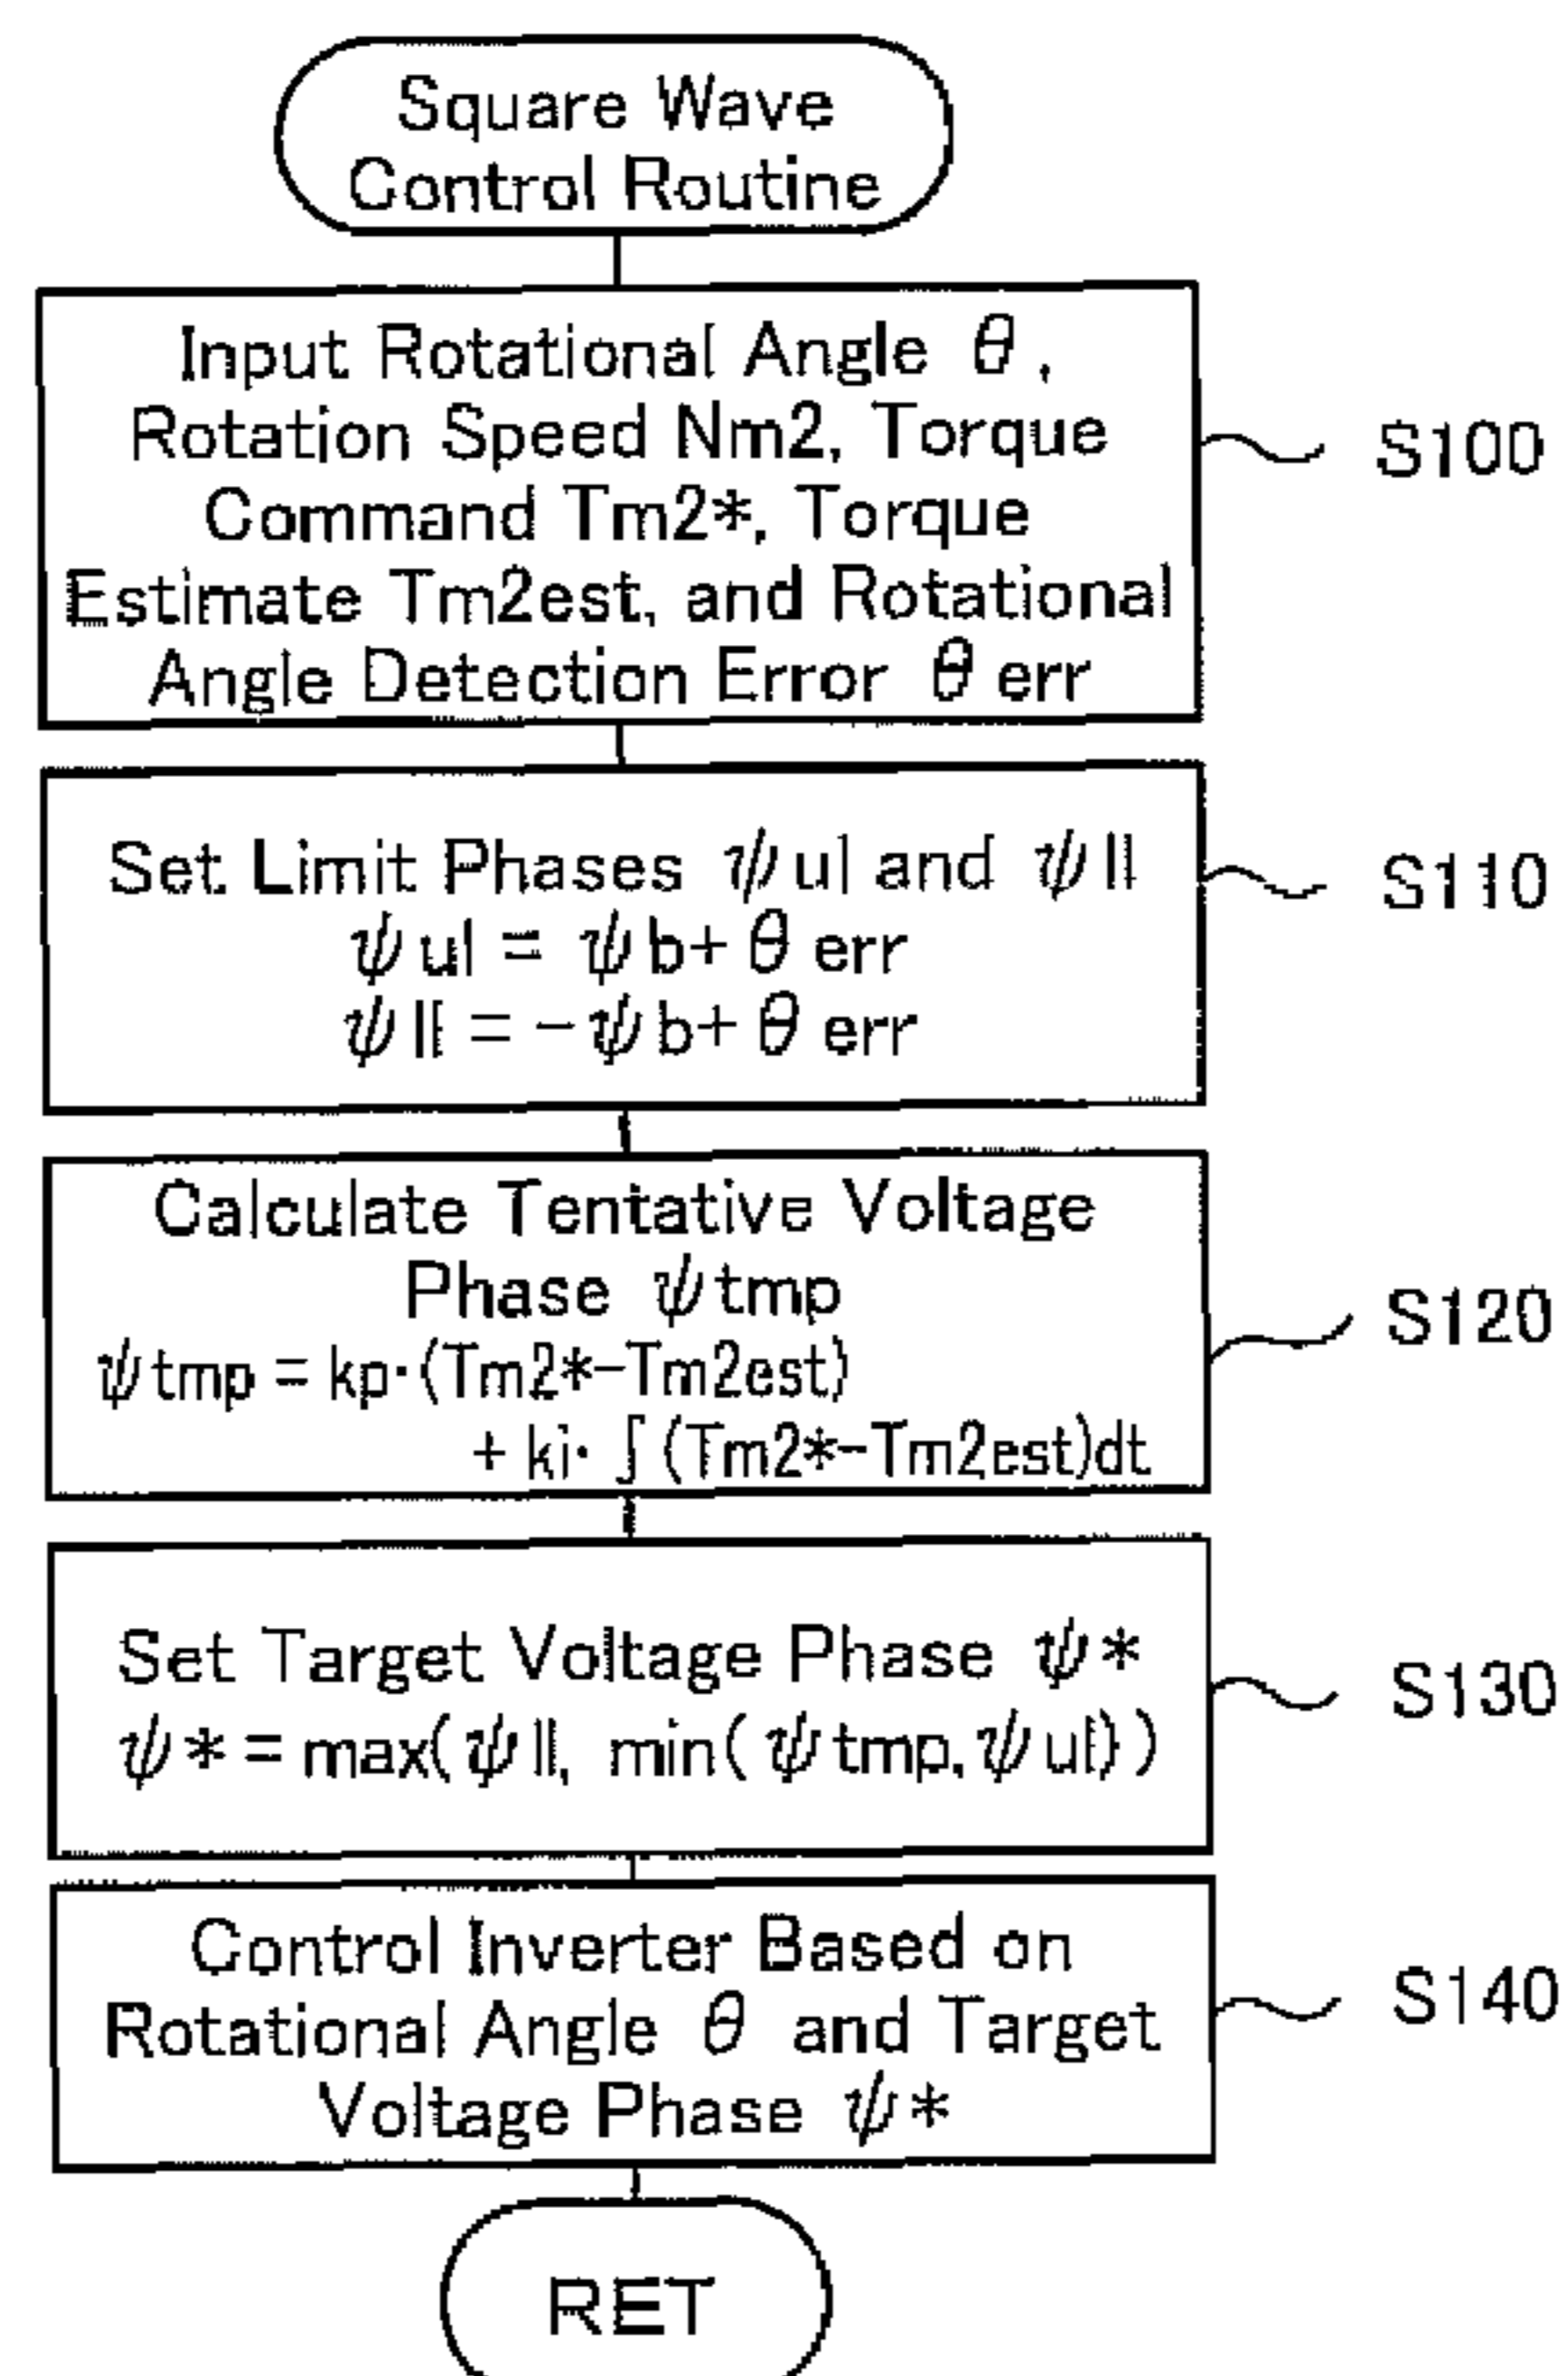 Square Wave
Control Routine
Input Rotational Angle θ,
Rotation Speed Nm2, Torque
Command Tm2*, Torque
Estimate Tm2est, and Rotational
Angle Detection Error θ err
S100
Set Limit Phases ψul and ψll
ψul = ψb+θ err
ψll = -ψb+θ err
S110
Calculate Tentative Voltage
Phase ψtmp
ψtmp = kp·(Tm2*-Tm2est)
+ ki·∫(Tm2*-Tm2est)dt
S120
Set Target Voltage Phase ψ*
ψ* = max(ψll, min(ψtmp, ψul))
S130
Control Inverter Based on
Rotational Angle θ and Target
Voltage Phase ψ*
S140
RET